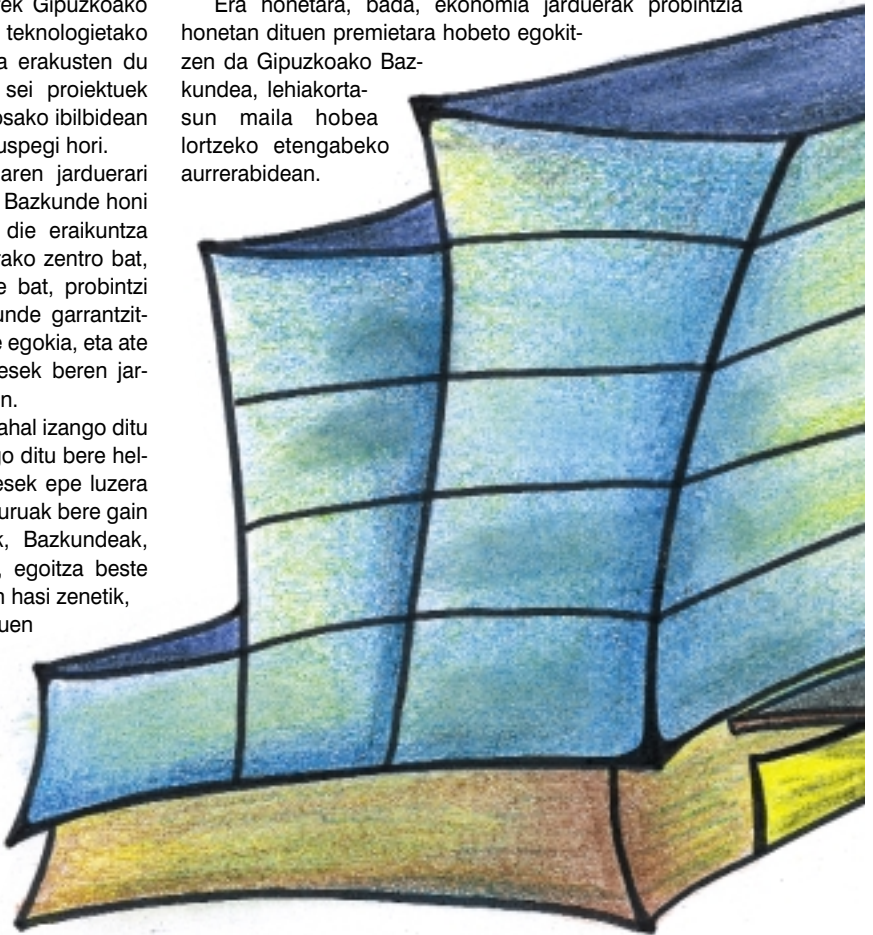 ek Gipuzkoako
teknologietako
a erakusten du
sei proiektuek
osako ibilbidean
uspegi hori.
aren jarduerari
Bazkunde honi
die eraikuntza
ako zentro bat,
e bat, probintzi
unde garrantzit-
e egokia, eta ate
esek beren jar-
n.
ahal izango ditu
o ditu bere hel-
esek epe luzera
uruak bere gain
k, Bazkundeak,
, egoitza beste
n hasi zenetik,
uen
Era honetara, bada, ekonomia jarduerak probintzia
honetan dituen premietara hobeto egokit-
zen da Gipuzkoako Baz-
kundea, lehiakorta-
sun maila hobea
lortzeko etengabeko
aurrerabidean.